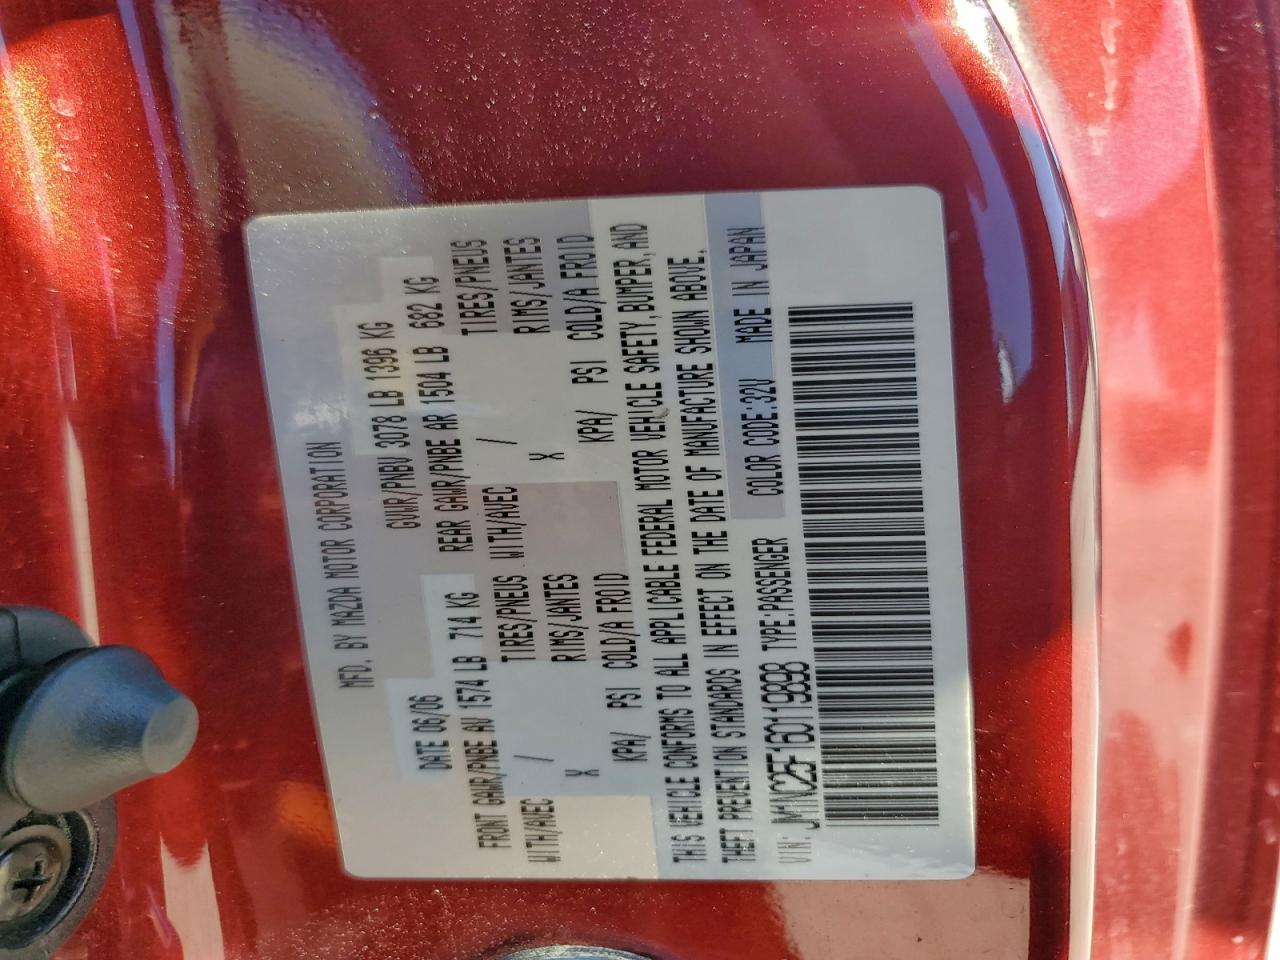 MFD. BY MAZDA MOTOR CORPORATION
DATE 06/06 GVWR/PNBV 3078 LB 1396 KG
FRONT GAWR/PNBE AV 1574 LB 714 KG REAR GAWR/PNBE AR 1504 LB 682 KG
WITH/AVEC / TIRES/PNEUS WITH/AVEC / TIRES/PNEUS
X RIMS/JANTES X RIMS/JANTES
KPA/ PSI COLD/A FROID KPA/ PSI COLD/A FROID
THIS VEHICLE CONFORMS TO ALL APPLICABLE FEDERAL MOTOR VEHICLE SAFETY,BUMPER,AND
THEFT PREVENTION STANDARDS IN EFFECT ON THE DATE OF MANUFACTURE SHOWN ABOVE.
VIN: JM1NC25F160119898 TYPE:PASSENGER COLOR CODE:32V MADE IN JAPAN